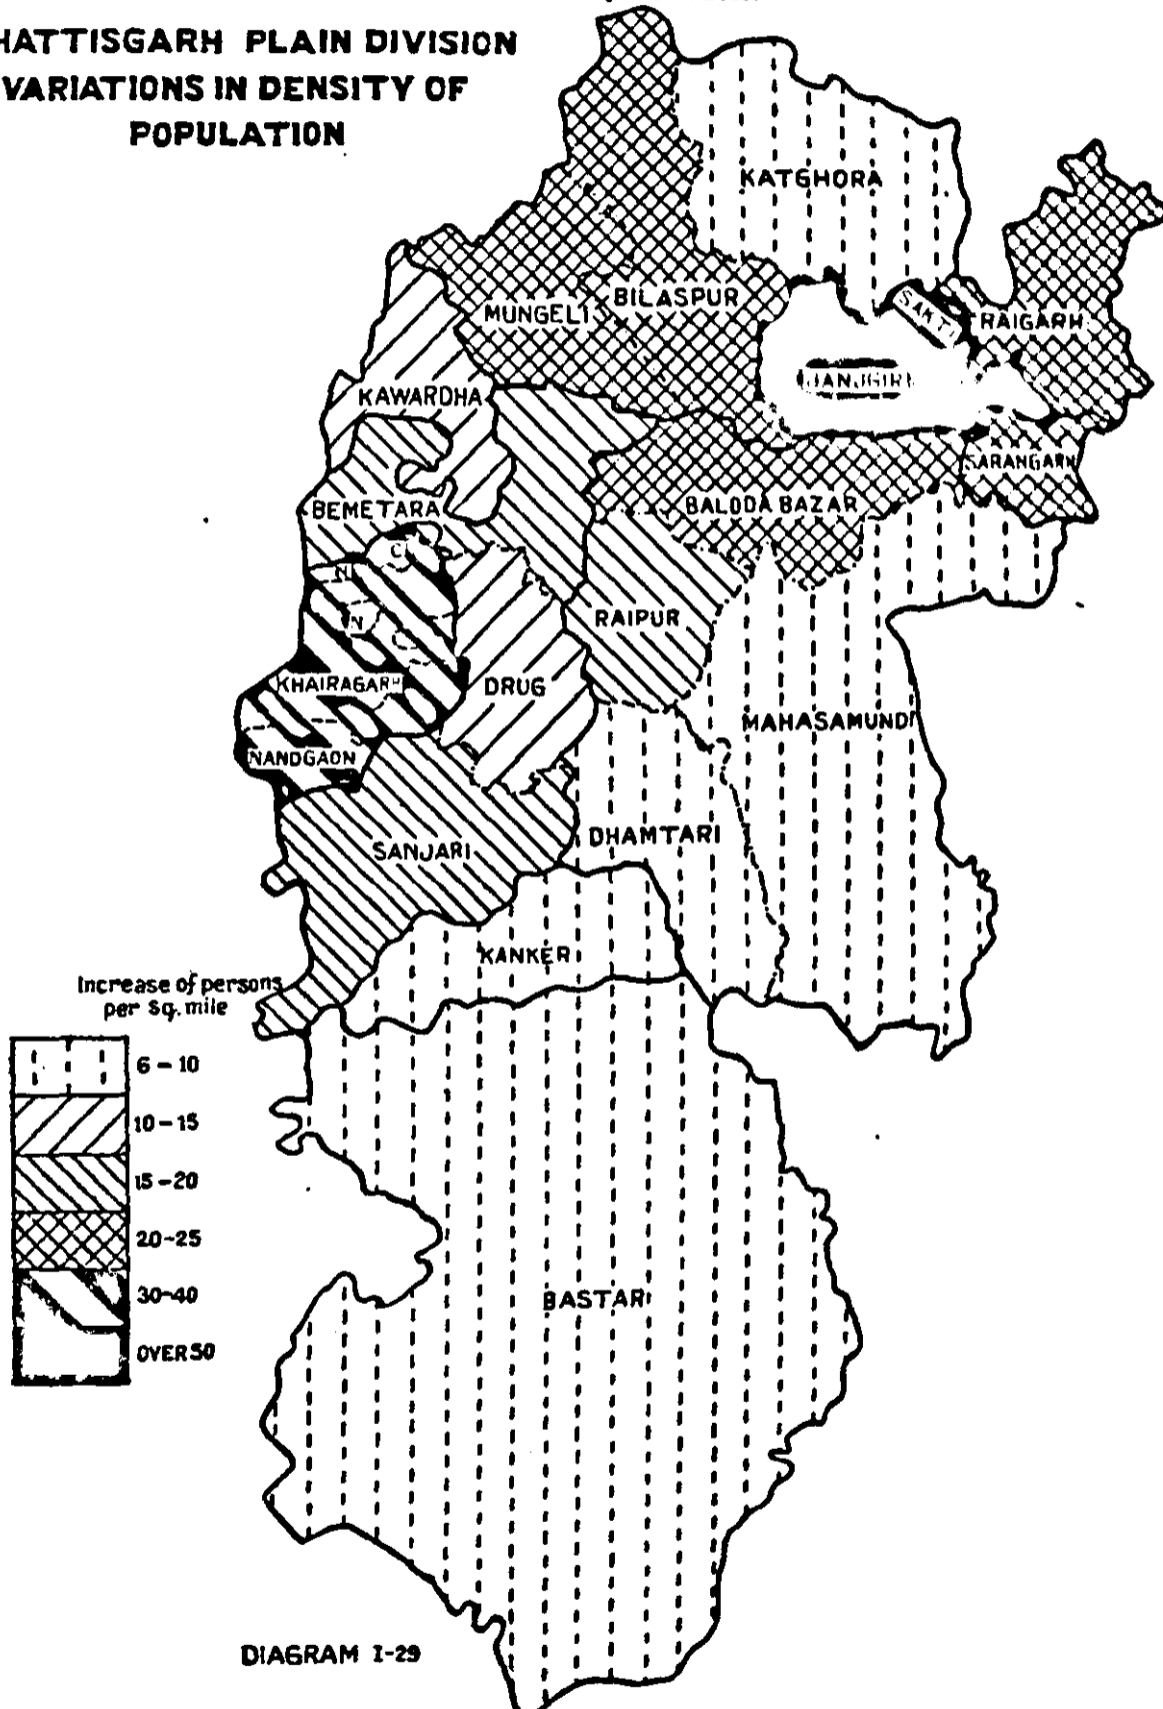 HATTISGARH PLAIN DIVISION
VARIATIONS IN DENSITY OF
POPULATION
KATGHORA
BILASPUR
MUNGELI
SAKTI
RAIGARH
JANJGIR
KAWARDHA
SARANGARH
BEMETARA
BALODA BAZAR
C
N
N
RAIPUR
KHAIRAGARH
DRUG
MAHASAMUND
NANDGAON
DHAMTARI
SANJARI
KANKER
Increase of persons
per Sq. mile
6-10
10-15
15-20
20-25
30-40
OVER 50
BASTAR
DIAGRAM I-29